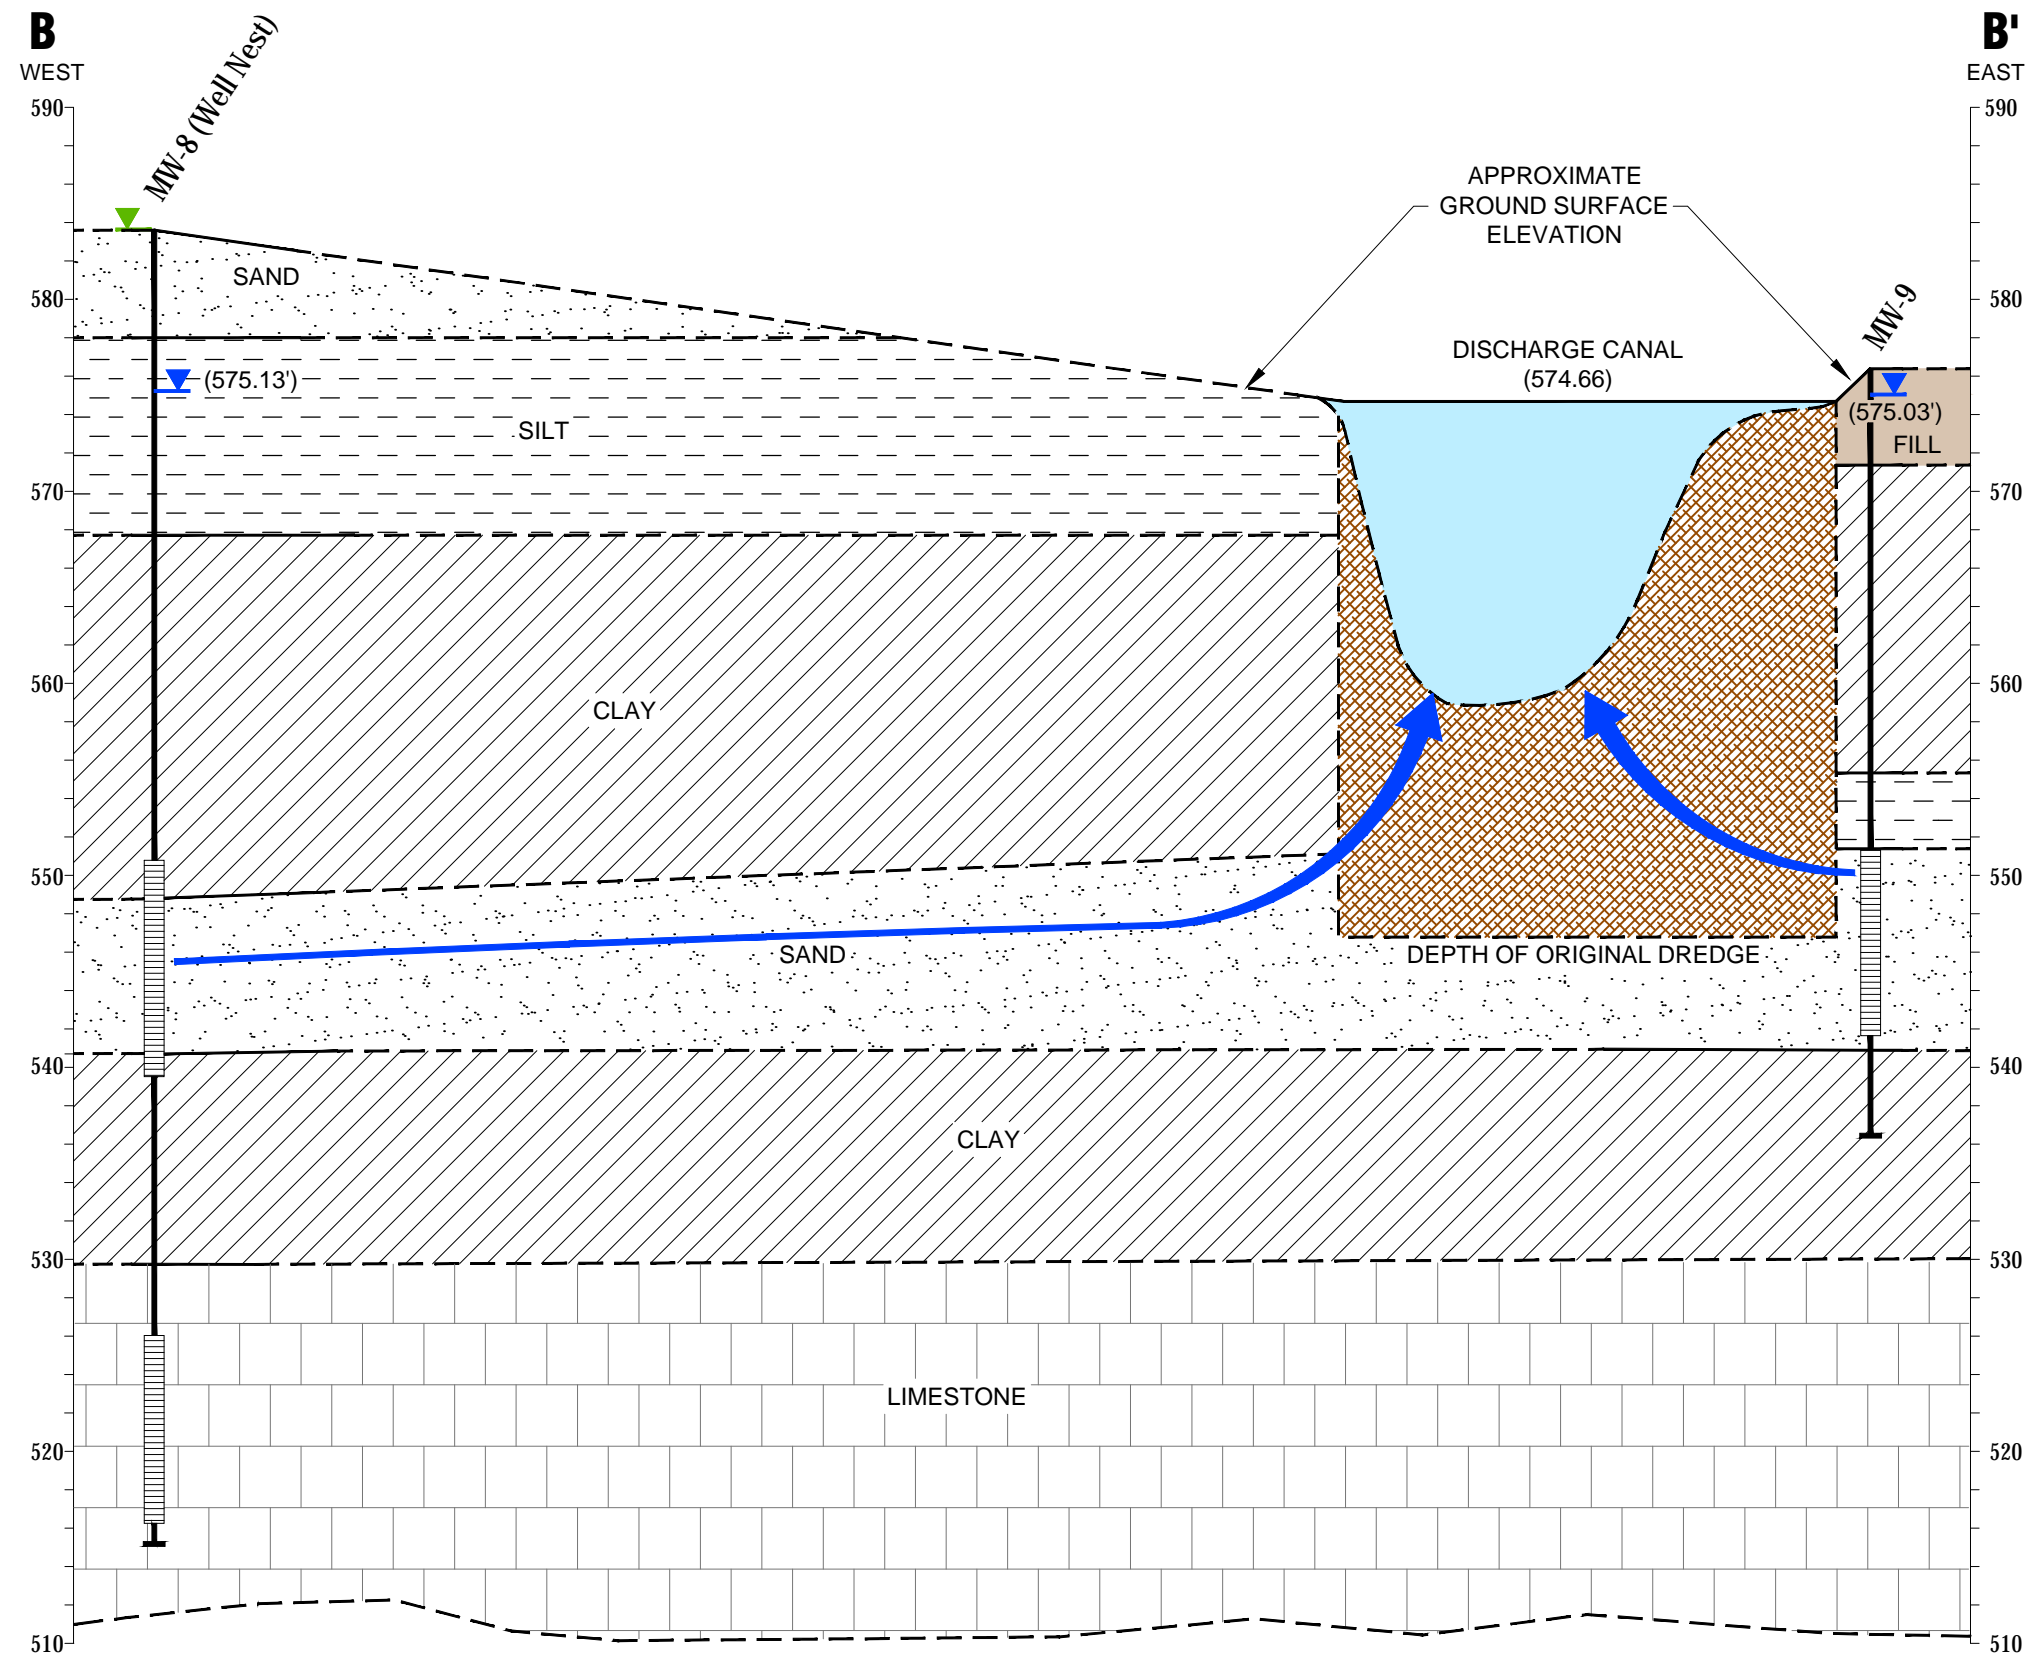 B
WEST
MW-8 (Well Nest)
B'
EAST
590
590
APPROXIMATE
GROUND SURFACE
ELEVATION
SAND
580
580
MW-9
DISCHARGE CANAL
(574.66)
(575.13')
(575.03')
SILT
FILL
570
570
560
560
CLAY
550
550
SAND
DEPTH OF ORIGINAL DREDGE
540
540
CLAY
530
530
LIMESTONE
520
520
510
510